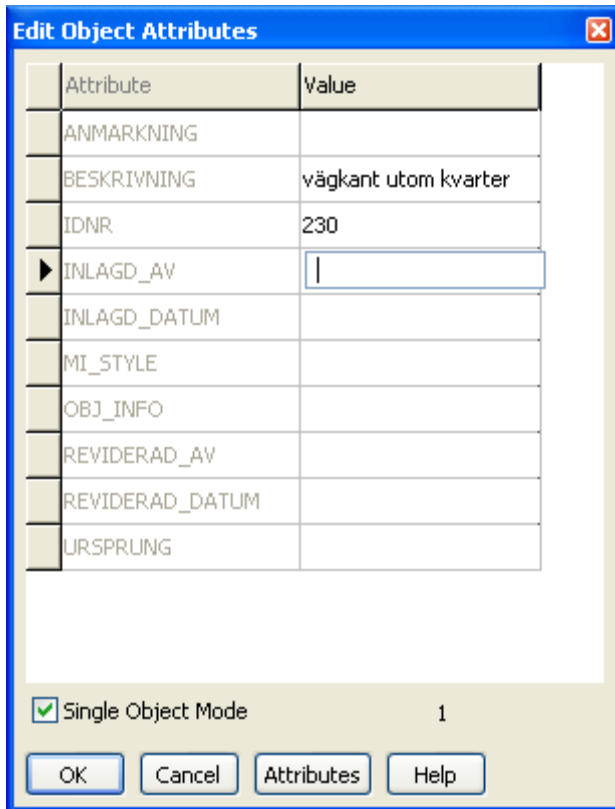 Edit Object Attributes
Attribute Value
ANMARKNING
BESKRIVNING vägkant utom kvarter
IDNR 230
INLAGD_AV
INLAGD_DATUM
MI_STYLE
OBJ_INFO
REVIDERAD_AV
REVIDERAD_DATUM
URSPRUNG
Single Object Mode 1
OK Cancel Attributes Help